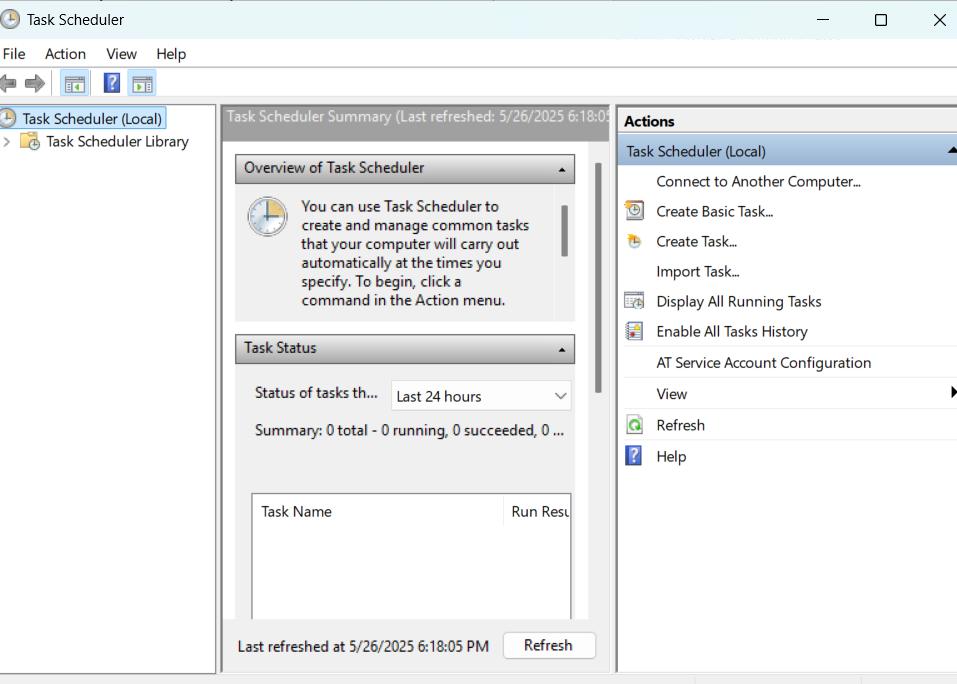 Task Scheduler
File Action View Help
Task Scheduler (Local)
Task Scheduler Library
Task Scheduler Summary (Last refreshed: 5/26/2025 6:18:05
Overview of Task Scheduler
You can use Task Scheduler to
create and manage common tasks
that your computer will carry out
automatically at the times you
specify. To begin, click a
command in the Action menu.
Task Status
Status of tasks th...
Last 24 hours
Summary: 0 total - 0 running, 0 succeeded, 0 ...
Task Name Run Resu
Last refreshed at 5/26/2025 6:18:05 PM
Refresh
Actions
Task Scheduler (Local)
Connect to Another Computer...
Create Basic Task...
Create Task...
Import Task...
Display All Running Tasks
Enable All Tasks History
AT Service Account Configuration
View
Refresh
Help